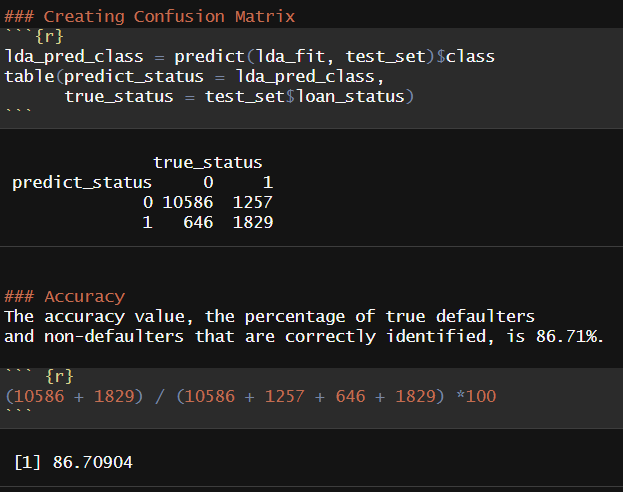 ### Creating Confusion Matrix
```{r}
lda_pred_class = predict(lda_fit, test_set)$class
table(predict_status = lda_pred_class,
      true_status = test_set$loan_status)
```
              true_status
predict_status     0     1
             0 10586  1257
             1   646  1829
### Accuracy
The accuracy value, the percentage of true defaulters
and non-defaulters that are correctly identified, is 86.71%.
``` {r}
(10586 + 1829) / (10586 + 1257 + 646 + 1829) *100
```
[1] 86.70904